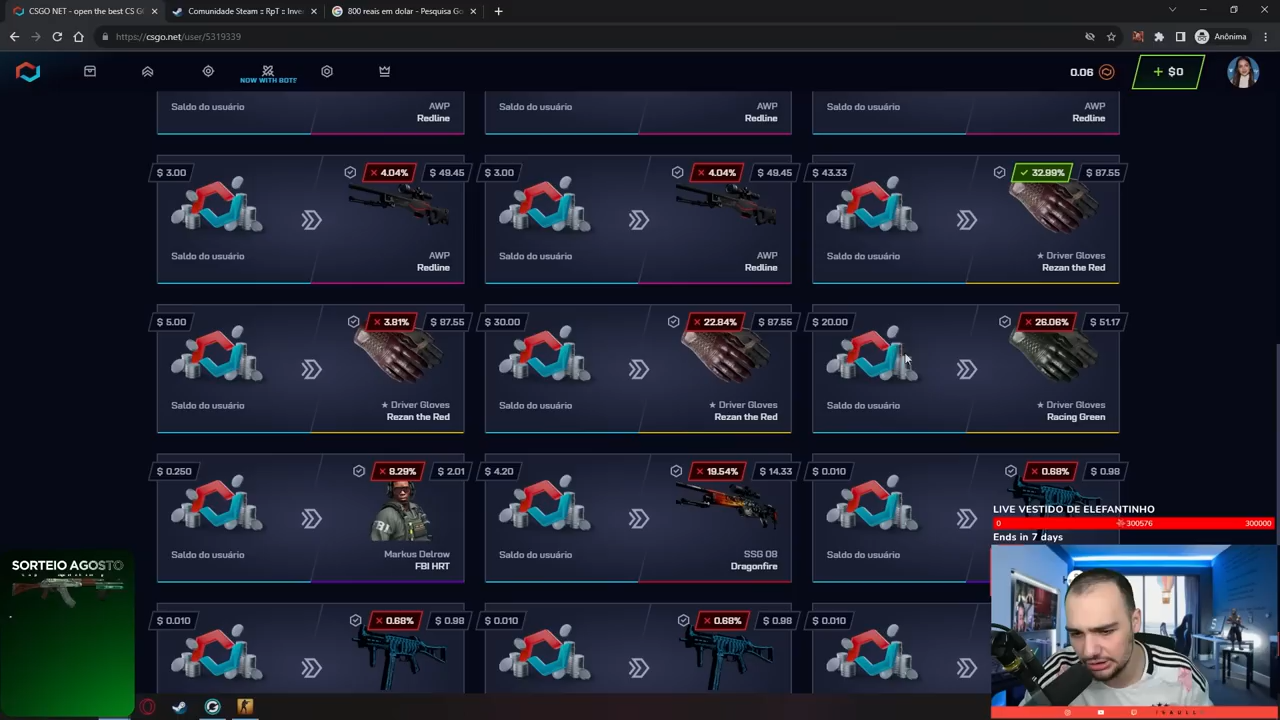 CSGO NET - open the best CS G
Comunidade Steam :: RpT :: Inve
800 reais em dolar - Pesquisa Go
https://csgo.net/user/5319339
Anônima
NOW WITH BOTS
0.06
+ $0
Saldo do usuário
AWP
Redline
Saldo do usuário
AWP
Redline
Saldo do usuário
AWP
Redline
$ 3.00
4.04%
$ 49.45
Saldo do usuário
AWP
Redline
$ 3.00
4.04%
$ 49.45
Saldo do usuário
AWP
Redline
$ 43.33
32.99%
$ 87.55
Saldo do usuário
★ Driver Gloves
Rezan the Red
$ 5.00
3.81%
$ 87.55
Saldo do usuário
★ Driver Gloves
Rezan the Red
$ 30.00
22.84%
$ 87.55
Saldo do usuário
★ Driver Gloves
Rezan the Red
$ 20.00
26.06%
$ 51.17
Saldo do usuário
★ Driver Gloves
Racing Green
$ 0.250
8.29%
$ 2.01
Saldo do usuário
Markus Delrow
FBI HRT
$ 4.20
19.54%
$ 14.33
Saldo do usuário
SSG 08
Dragonfire
$ 0.010
0.68%
$ 0.98
Saldo do usuário
$ 0.010
0.68%
$ 0.98
$ 0.010
0.68%
$ 0.98
$ 0.010
LIVE VESTIDO DE ELEFANTINHO
0
300576
300000
Ends in 7 days
SORTEIO AGOSTO